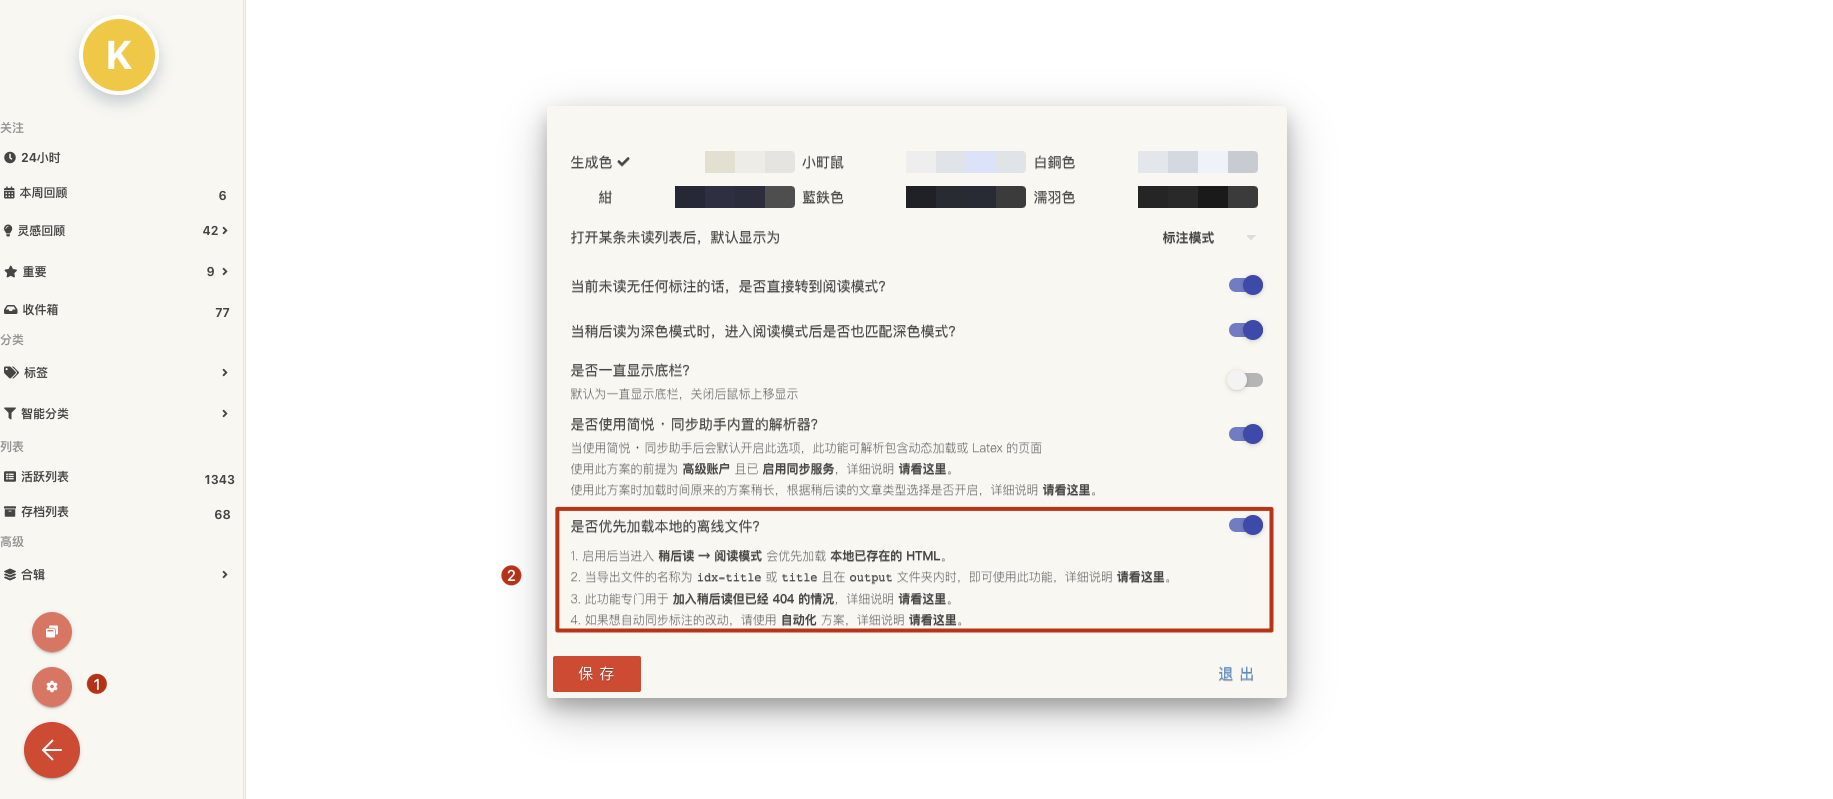 K
关注
24小时
本周回顾 6
灵感回顾 42
重要 9
收件箱 77
分类
标签
智能分类
列表
活跃列表 1343
存档列表 68
高级
合辑
1
生成色 小町鼠 白銅色
紺 藍鉄色 濡羽色
打开某条未读列表后，默认显示为 标注模式
当前未读无任何标注的话，是否直接转到阅读模式?
当稍后读为深色模式时，进入阅读模式后是否也匹配深色模式?
是否一直显示底栏?
默认为一直显示底栏，关闭后鼠标上移显示
是否使用简悦 · 同步助手内置的解析器?
当使用简悦 · 同步助手后会默认开启此选项，此功能可解析包含动态加载或 Latex 的页面
使用此方案的前提为 高级账户 且已 启用同步服务，详细说明 请看这里。
使用此方案时加载时间原来的方案稍长，根据稍后读的文章类型选择是否开启，详细说明 请看这里。
是否优先加载本地的离线文件?
1. 启用后当进入 稍后读 → 阅读模式 会优先加载 本地已存在的 HTML。
2. 当导出文件的名称为 idx-title 或 title 且在 output 文件夹内时，即可使用此功能，详细说明 请看这里。
3. 此功能专门用于 加入稍后读但已经 404 的情况，详细说明 请看这里。
4. 如果想自动同步标注的改动，请使用 自动化 方案，详细说明 请看这里。
2
保存 退出